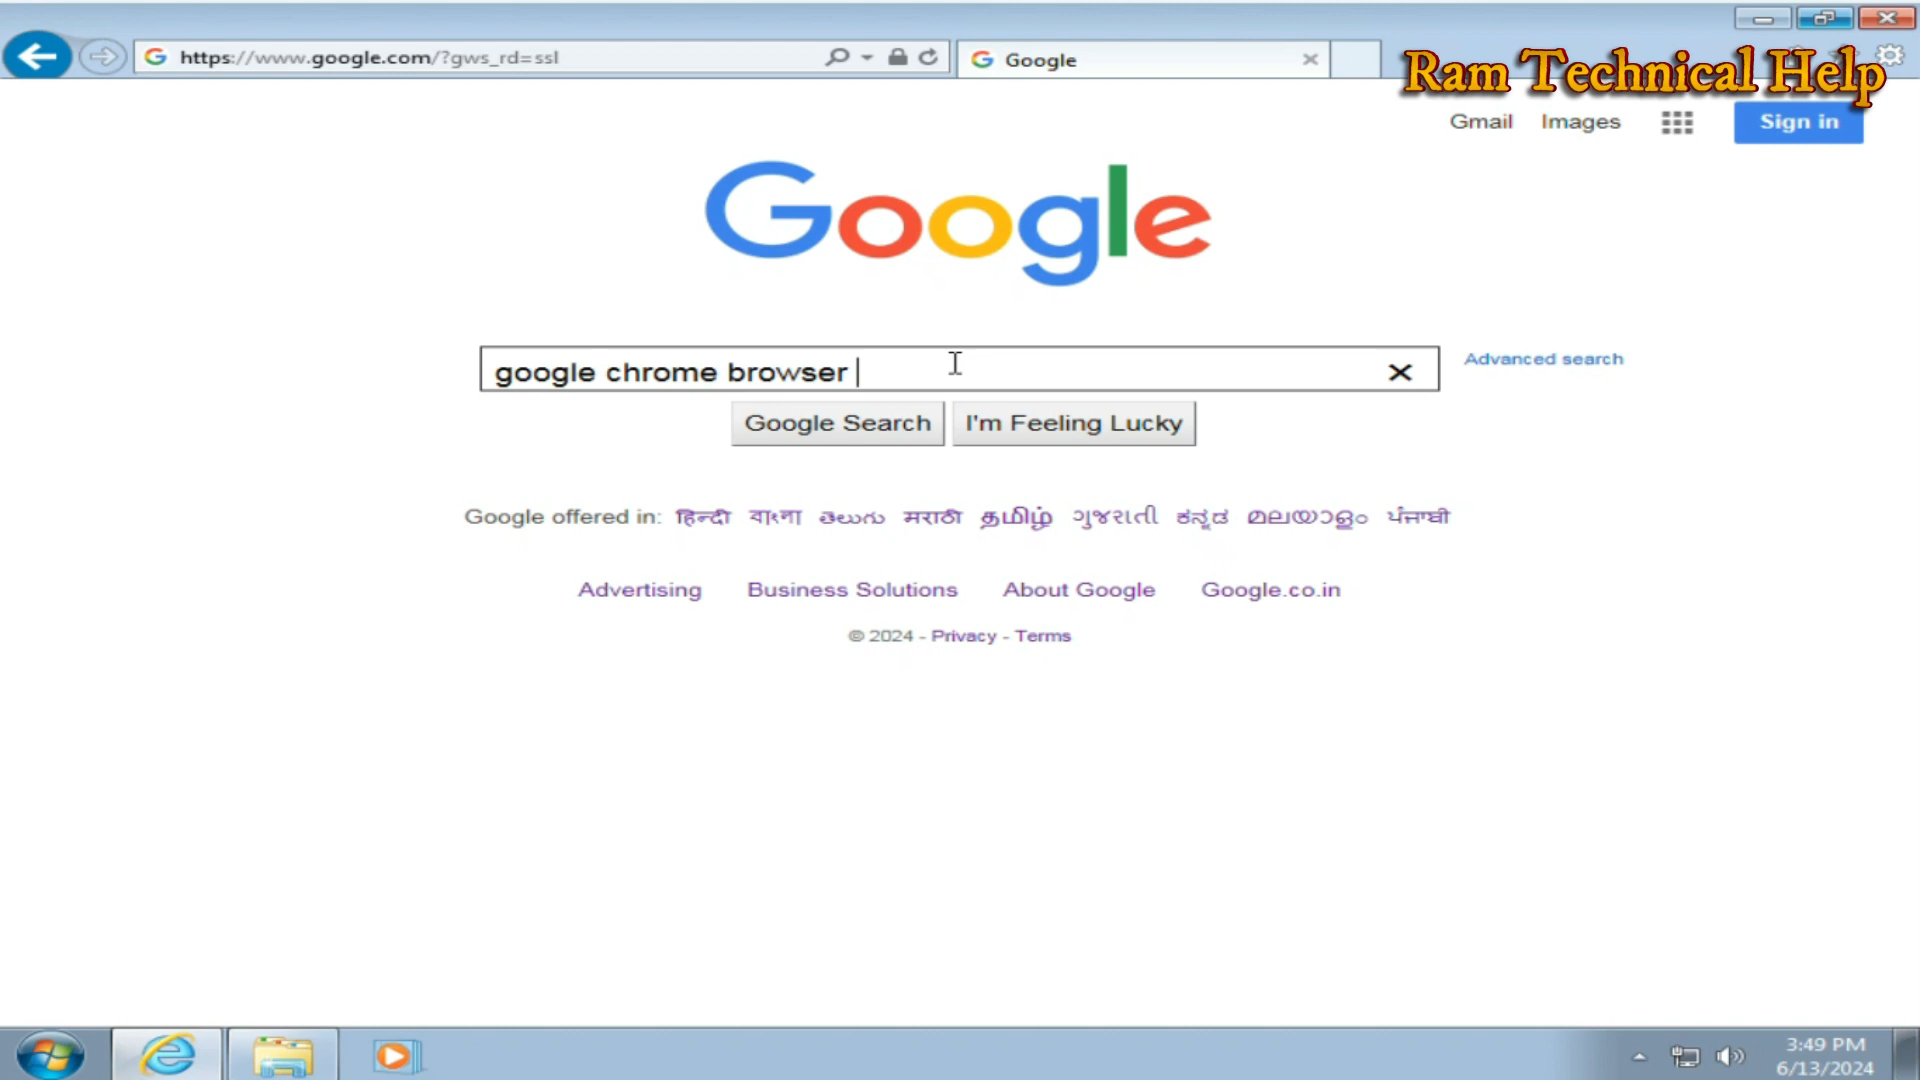 https://www.google.com/?gws_rd=ssl
Google
Ram Technical Help
Gmail Images
Sign in
Google
google chrome browser
Advanced search
Google Search I'm Feeling Lucky
Google offered in: हिन्दी বাংলা తెలుగు मराठी தமிழ் ગુજરાતી ಕನ್ನಡ മലയാളം ਪੰਜਾਬੀ
Advertising Business Solutions About Google Google.co.in
© 2024 - Privacy - Terms
3:49 PM
6/13/2024